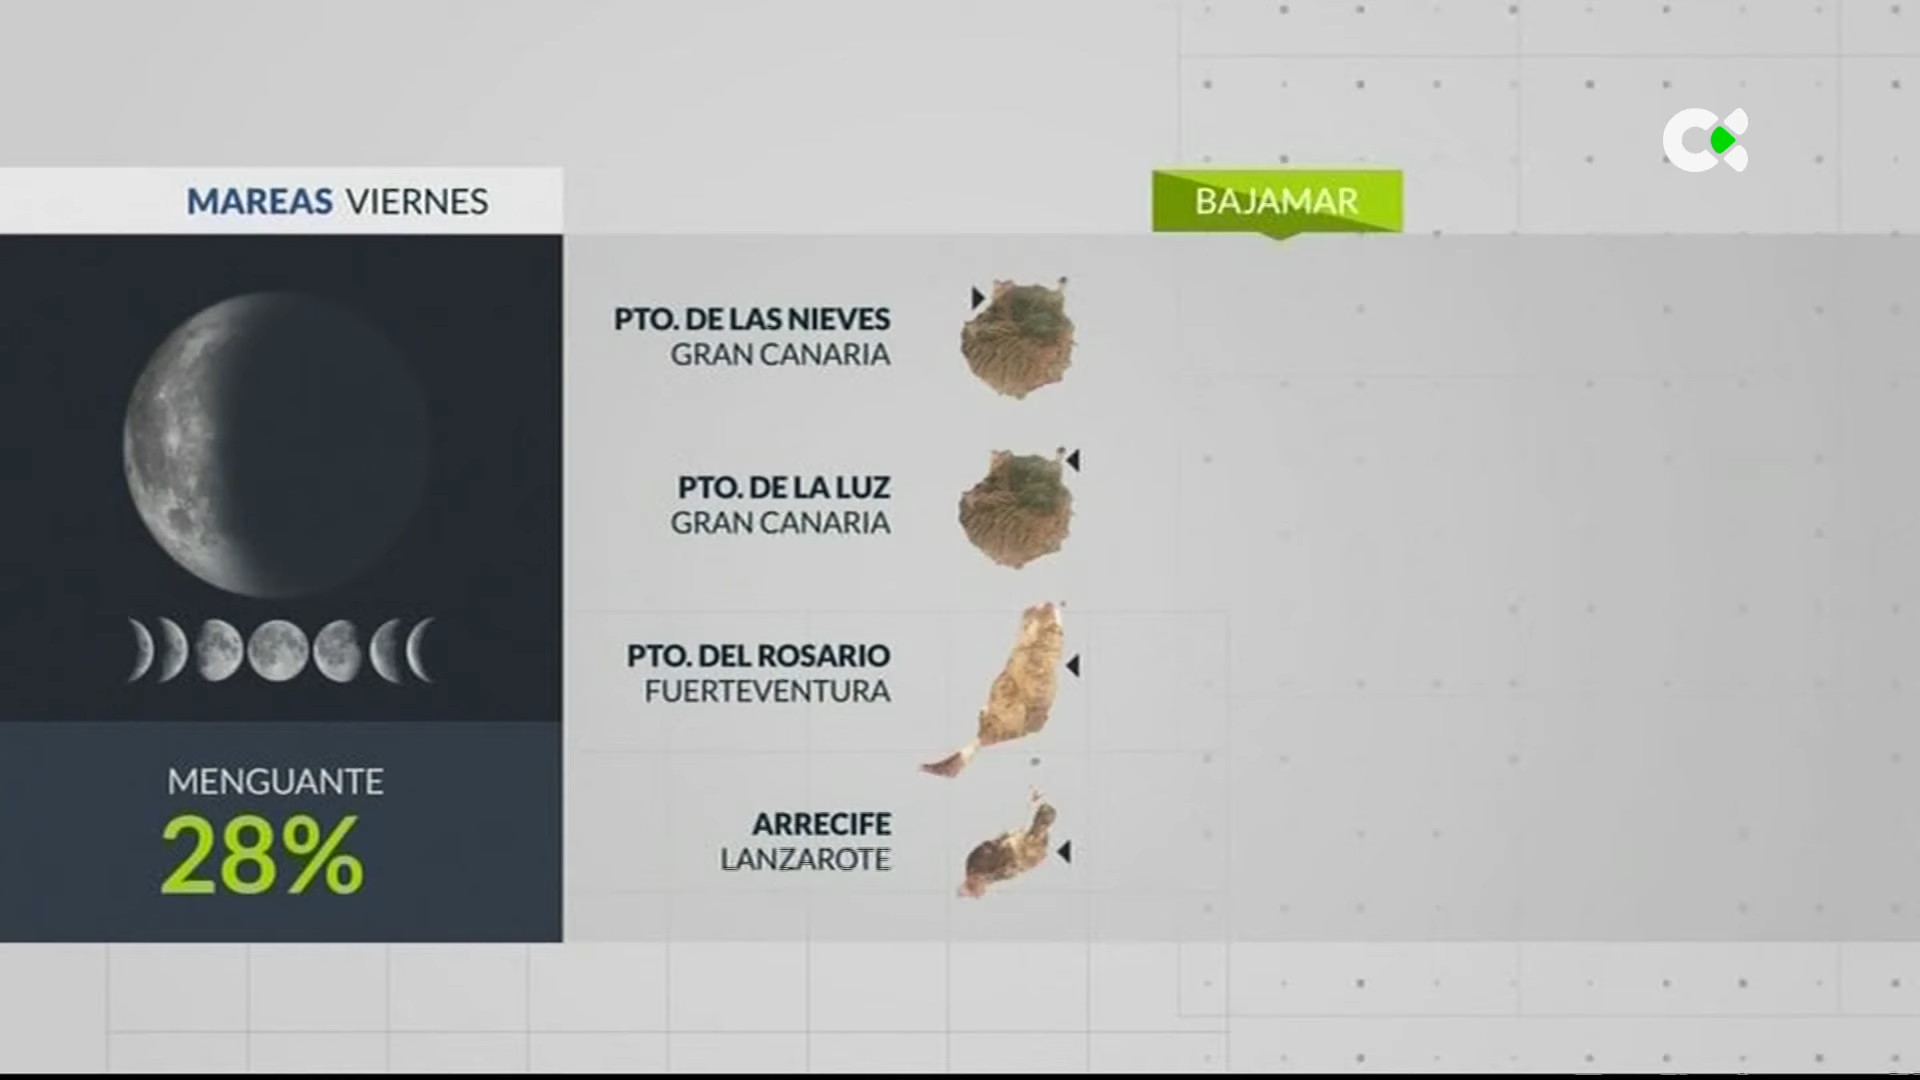 MAREAS VIERNES
BAJAMAR
PTO. DE LAS NIEVES
GRAN CANARIA
PTO. DE LA LUZ
GRAN CANARIA
PTO. DEL ROSARIO
FUERTEVENTURA
ARRECIFE
LANZAROTE
MENGUANTE
28%